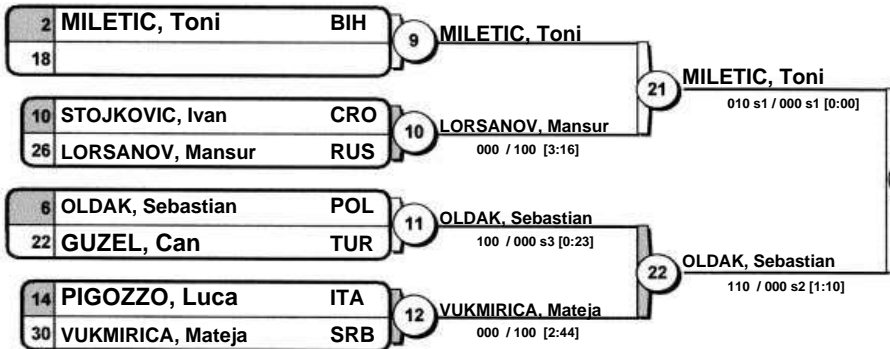 2 MILETIC, Toni BIH
18
9 MILETIC, Toni
10 STOJKOVIC, Ivan CRO
26 LORSANOV, Mansur RUS
10 LORSANOV, Mansur
000 / 100 [3:16]
21 MILETIC, Toni
010 s1 / 000 s1 [0:00]
6 OLDAK, Sebastian POL
22 GUZEL, Can TUR
11 OLDAK, Sebastian
100 / 000 s3 [0:23]
14 PIGOZZO, Luca ITA
30 VUKMIRICA, Mateja SRB
12 VUKMIRICA, Mateja
000 / 100 [2:44]
22 OLDAK, Sebastian
110 / 000 s2 [1:10]